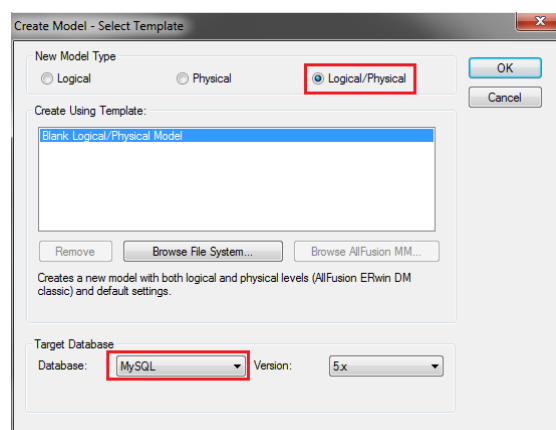 Create Model - Select Template
New Model Type
Logical
Physical
Logical/Physical
OK
Cancel
Create Using Template:
Blank Logical/Physical Model
Remove
Browse File System...
Browse AllFusion MM...
Creates a new model with both logical and physical levels (AllFusion ERwin DM
classic) and default settings.
Target Database
Database:
MySQL
Version:
5.x